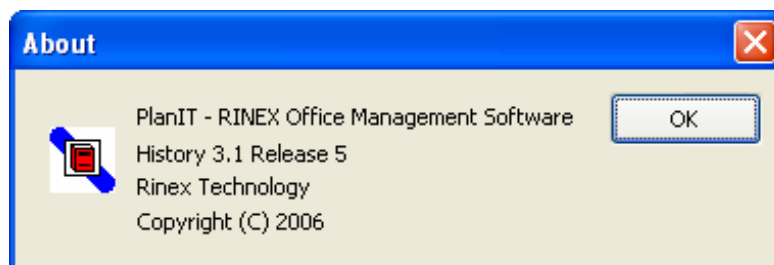 About
PlanIT - RINEX Office Management Software
OK
History 3.1 Release 5
Rinex Technology
Copyright (C) 2006